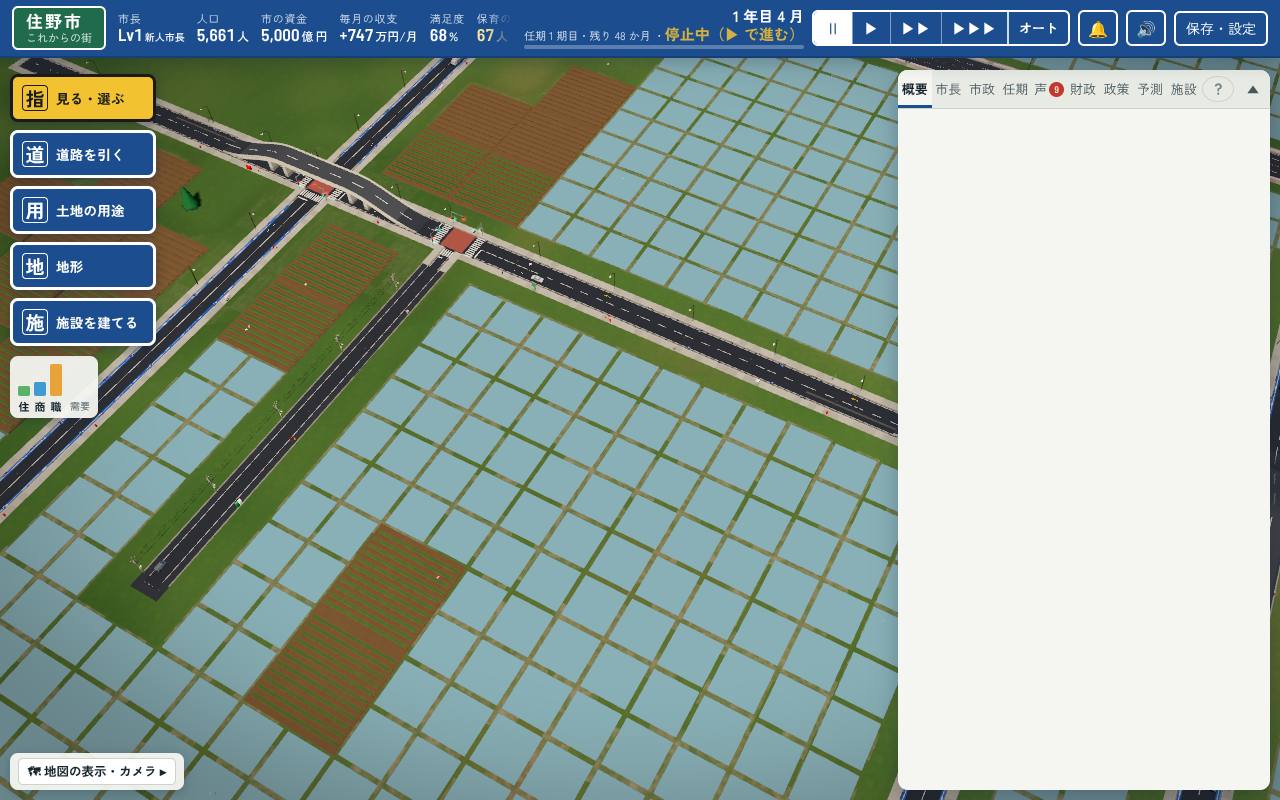 住野市
これからの街
市長
Lv1 新人市長
人口
5,661 人
市の資金
5,000 億 円
毎月の収支
+747 万円/月
満足度
68 %
保育の
67 人
1 年目 4 月
任期 1 期目・残り 48 か月 ・停止中（▶ で進む）
オート
保存・設定
指 見る・選ぶ
道 道路を引く
用 土地の用途
地 地形
施 施設を建てる
住 商 職 需要
概要 市長 市政 任期 声 9 財政 政策 予測 施設 ?
地図の表示・カメラ ▸